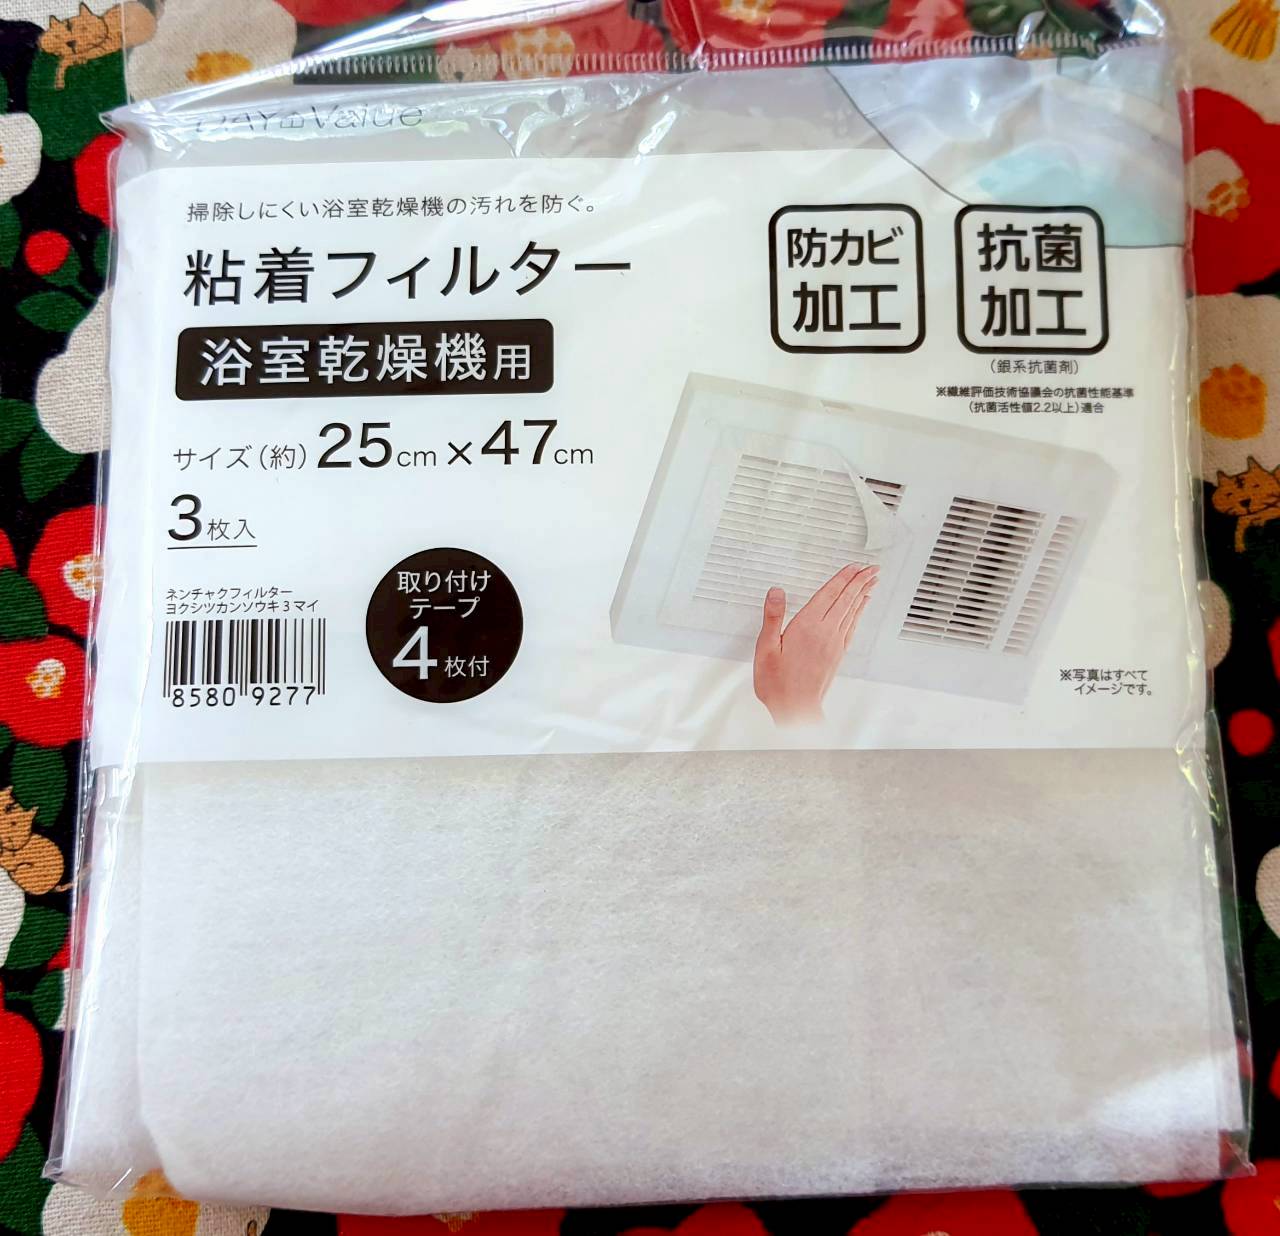 DAY&Value
掃除しにくい浴室乾燥機の汚れを防ぐ。
粘着フィルター
浴室乾燥機用
サイズ(約)25cm×47cm
3枚入
ネンチャクフィルター
ヨクシツカンソウキ3マイ
8580 9277
取り付け
テープ
4枚付
防カビ
加工
抗菌
加工
(銀系抗菌剤)
※繊維評価技術協議会の抗菌性能基準
(抗菌活性値2.2以上)適合
※写真はすべて
イメージです。